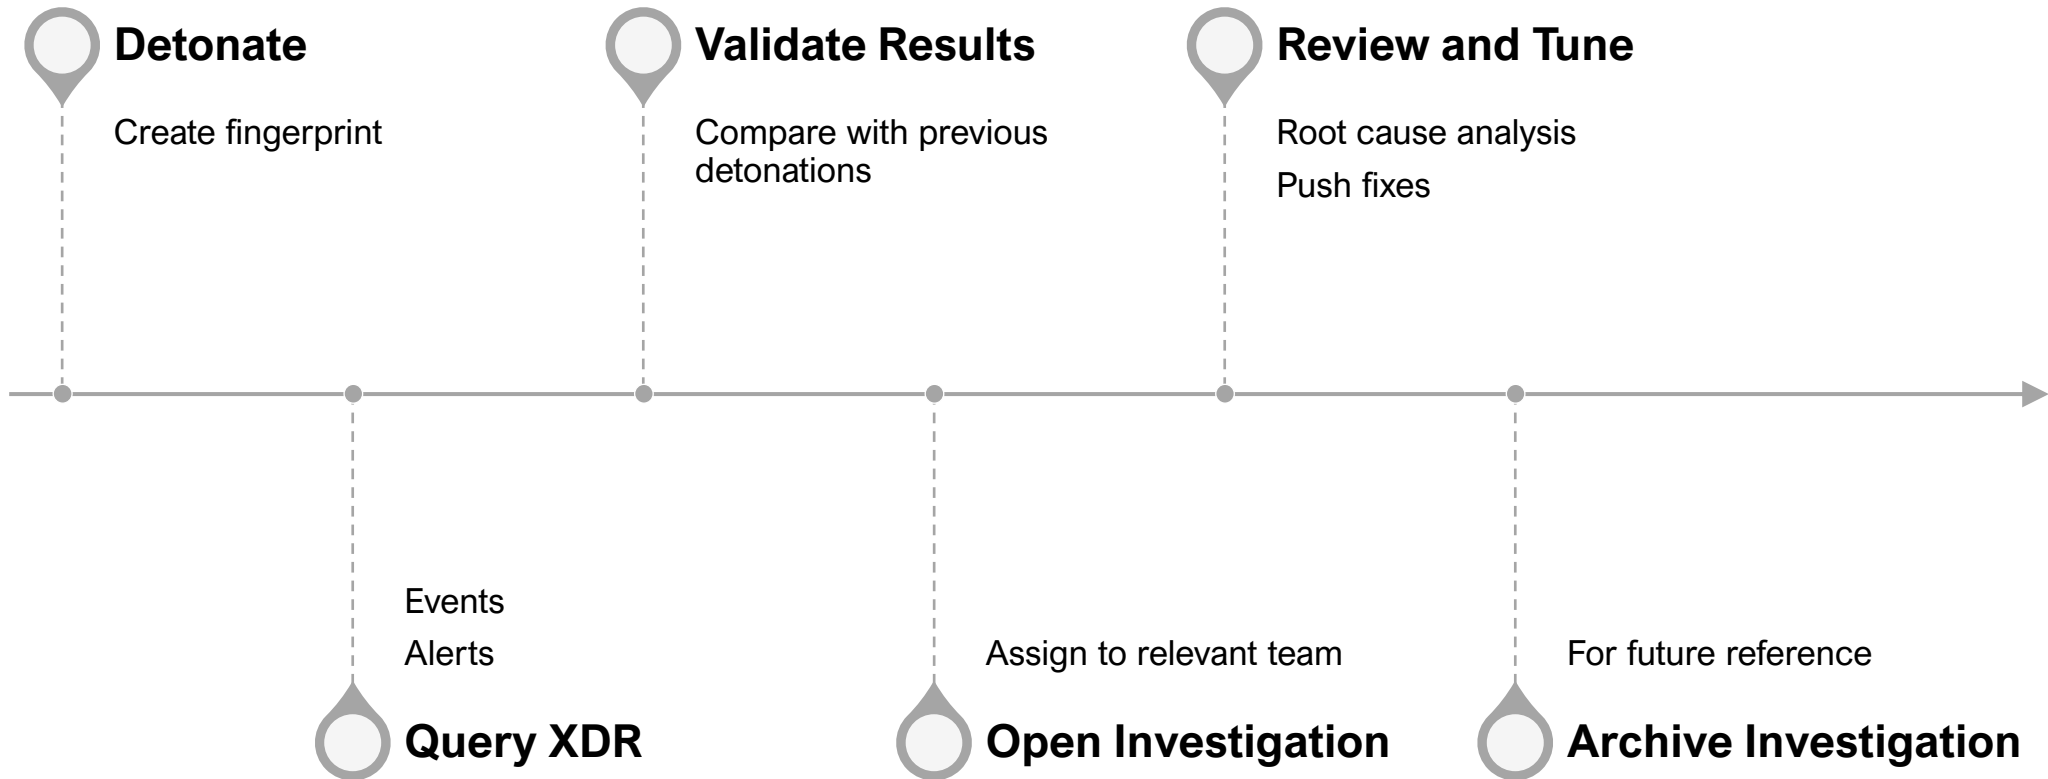 Detonate
Create fingerprint
Query XDR
Events
Alerts
Validate Results
Compare with previous
detonations
Open Investigation
Assign to relevant team
Review and Tune
Root cause analysis
Push fixes
Archive Investigation
For future reference